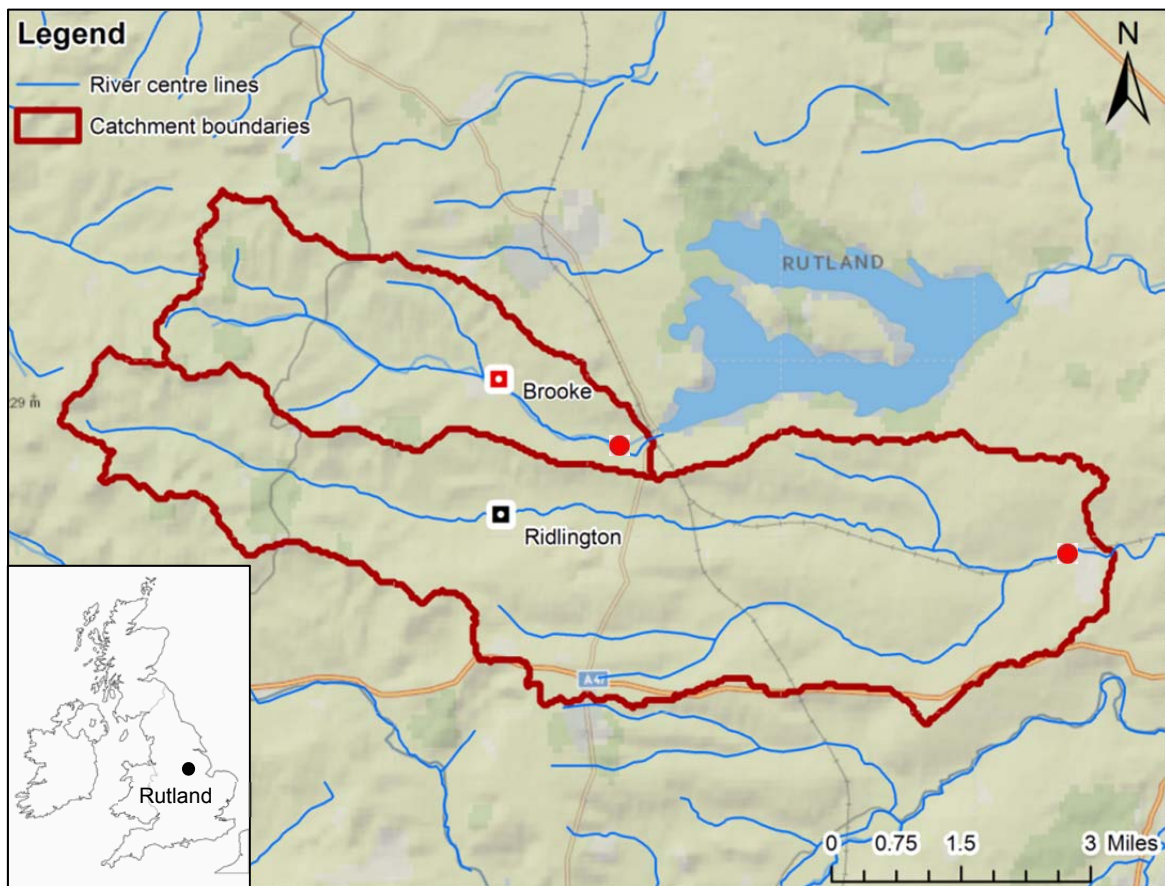 Legend
River centre lines
Catchment boundaries
N
RUTLAND
Brooke
29 m
Ridlington
A47
Rutland
0 0.75 1.5 3 Miles